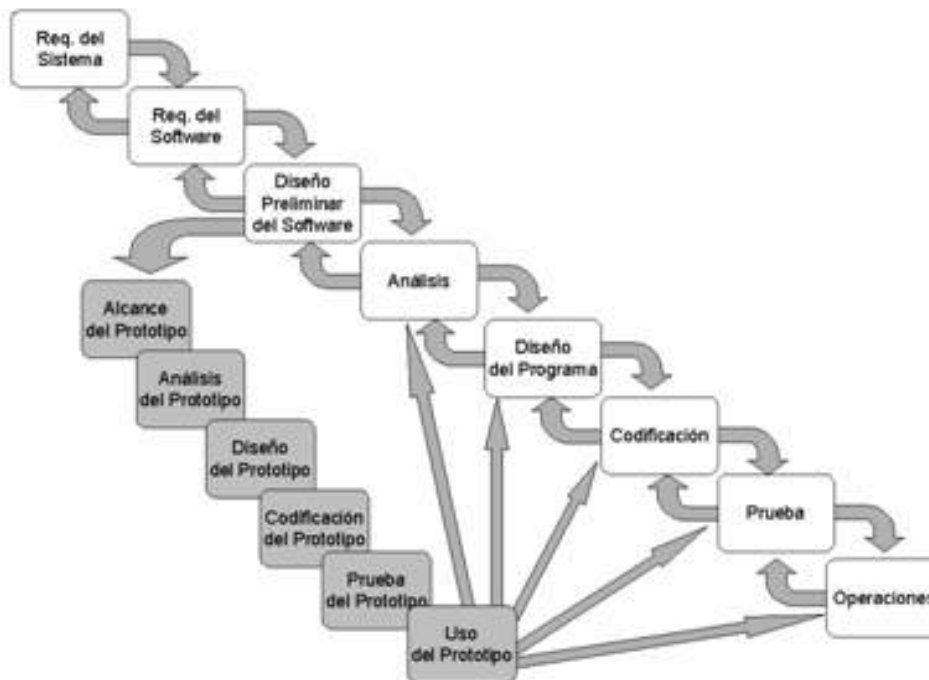 Req. del
Sistema
Req. del
Software
Diseño
Preliminar
del Software
Análisis
Diseño
del Programa
Codificación
Prueba
Operaciones
Alcance
del Prototipo
Análisis
del Prototipo
Diseño
del Prototipo
Codificación
del Prototipo
Prueba
del Prototipo
Uso
del Prototipo